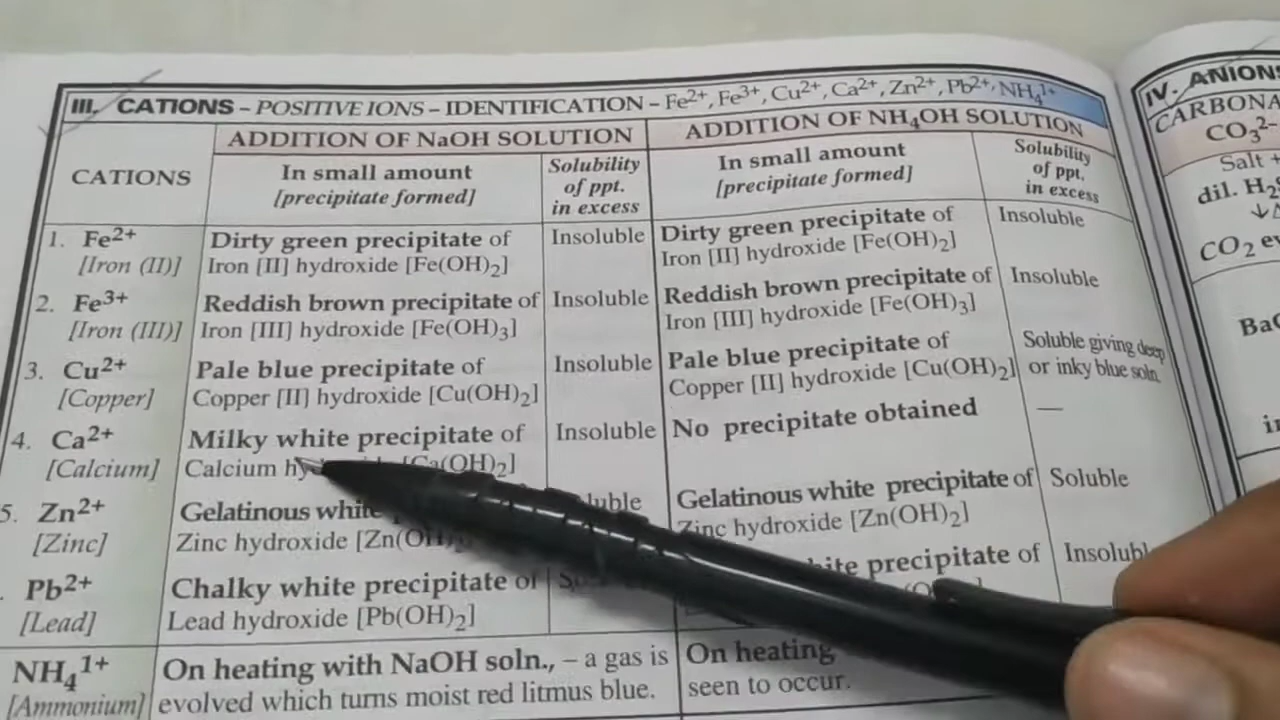 III. CATIONS – POSITIVE IONS – IDENTIFICATION – Fe²⁺, Fe³⁺, Cu²⁺, Ca²⁺, Zn²⁺, Pb²⁺, NH₄¹⁺
CATIONS
ADDITION OF NaOH SOLUTION
ADDITION OF NH₄OH SOLUTION
In small amount
[precipitate formed]
Solubility
of ppt.
in excess
In small amount
[precipitate formed]
Solubility
of ppt.
in excess
1. Fe²⁺
[Iron (II)]
Dirty green precipitate of
Iron [II] hydroxide [Fe(OH)₂]
Insoluble
Dirty green precipitate of
Iron [II] hydroxide [Fe(OH)₂]
Insoluble
2. Fe³⁺
[Iron (III)]
Reddish brown precipitate of
Iron [III] hydroxide [Fe(OH)₃]
Insoluble
Reddish brown precipitate of
Iron [III] hydroxide [Fe(OH)₃]
Insoluble
3. Cu²⁺
[Copper]
Pale blue precipitate of
Copper [II] hydroxide [Cu(OH)₂]
Insoluble
Pale blue precipitate of
Copper [II] hydroxide [Cu(OH)₂]
Soluble giving deep
or inky blue soln.
4. Ca²⁺
[Calcium]
Milky white precipitate of
Calcium [Ca(OH)₂]
Insoluble
No precipitate obtained
—
5. Zn²⁺
[Zinc]
Gelatinous white
Zinc hydroxide
Gelatinous white precipitate of
Zinc hydroxide [Zn(OH)₂]
Soluble
Pb²⁺
[Lead]
Chalky white precipitate of
Lead hydroxide [Pb(OH)₂]
precipitate of
NH₄¹⁺
[Ammonium]
On heating with NaOH soln., – a gas is
evolved which turns moist red litmus blue.
On heating
seen to occur.
IV. ANIONS
CO₃²⁻
Salt +
dil.
CO₂